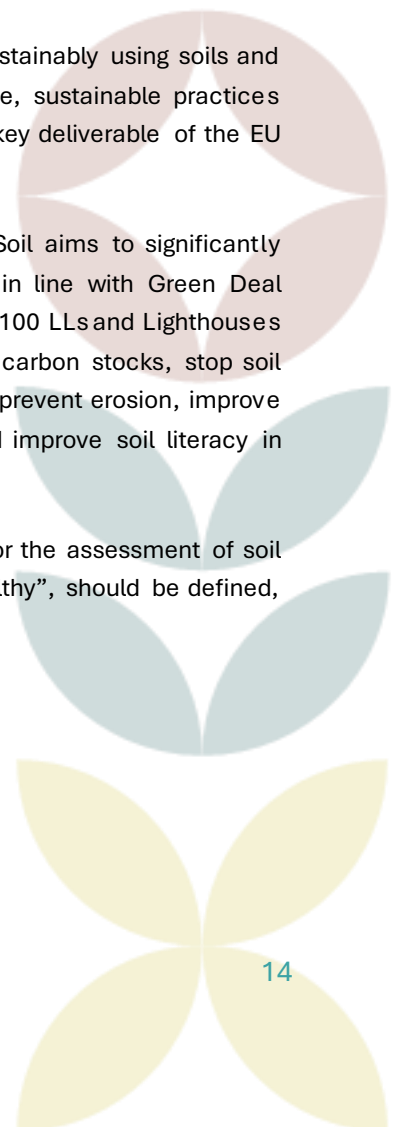 stainably using soils and
e, sustainable practices
key deliverable of the EU
Soil aims to significantly
in line with Green Deal
100 LLs and Lighthouses
carbon stocks, stop soil
prevent erosion, improve
improve soil literacy in
or the assessment of soil
lthy”, should be defined,
14